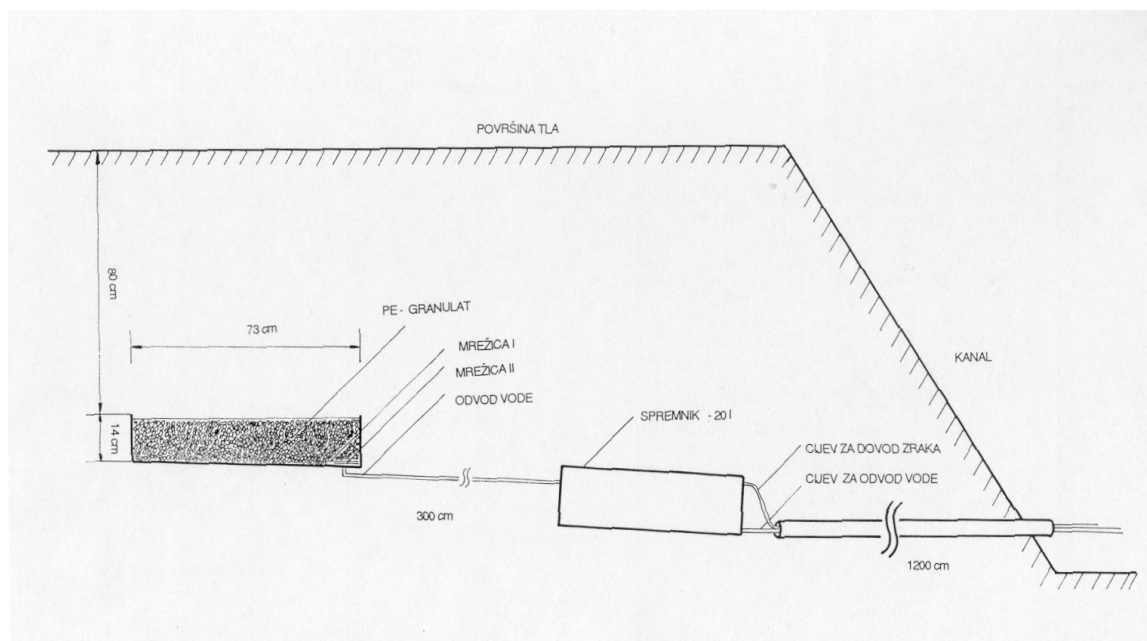 POVRŠINA TLA
80 cm
73 cm
PE - GRANULAT
MREŽICA I
MREŽICA II
ODVOD VODE
14 cm
KANAL
SPREMNIK - 20 l
CIJEV ZA DOVOD ZRAKA
CIJEV ZA ODVOD VODE
300 cm
1200 cm